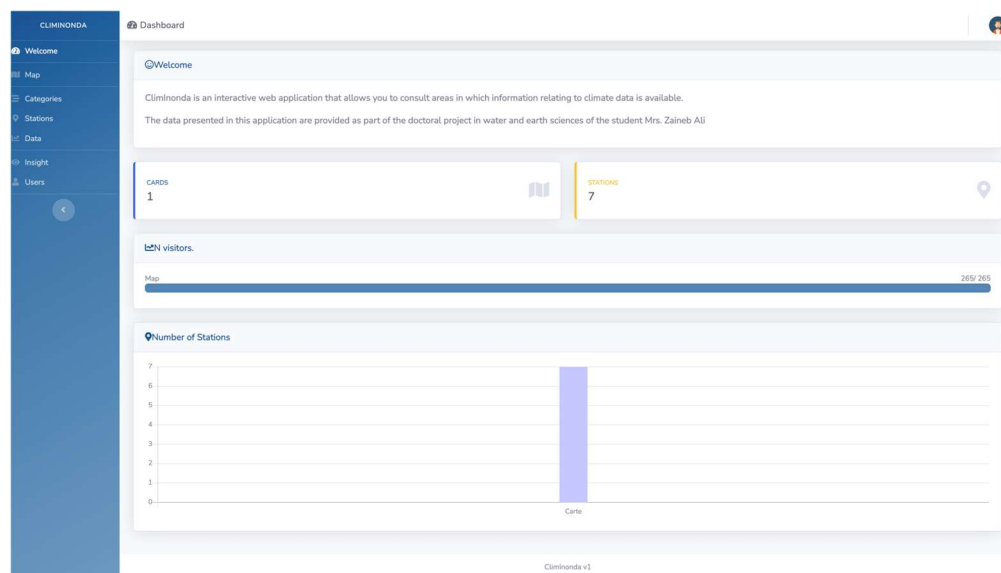 CLIMINONDA
Dashboard
Welcome
Map
Categories
Stations
Data
Insight
Users
Welcome
ClimInonda is an interactive web application that allows you to consult areas in which information relating to climate data is available.
The data presented in this application are provided as part of the doctoral project in water and earth sciences of the student Mrs. Zaineb Ali
CARDS
1
STATIONS
7
N visitors.
Map 265/ 265
Number of Stations
7
6
5
4
3
2
1
0
Carte
ClimInonda v1